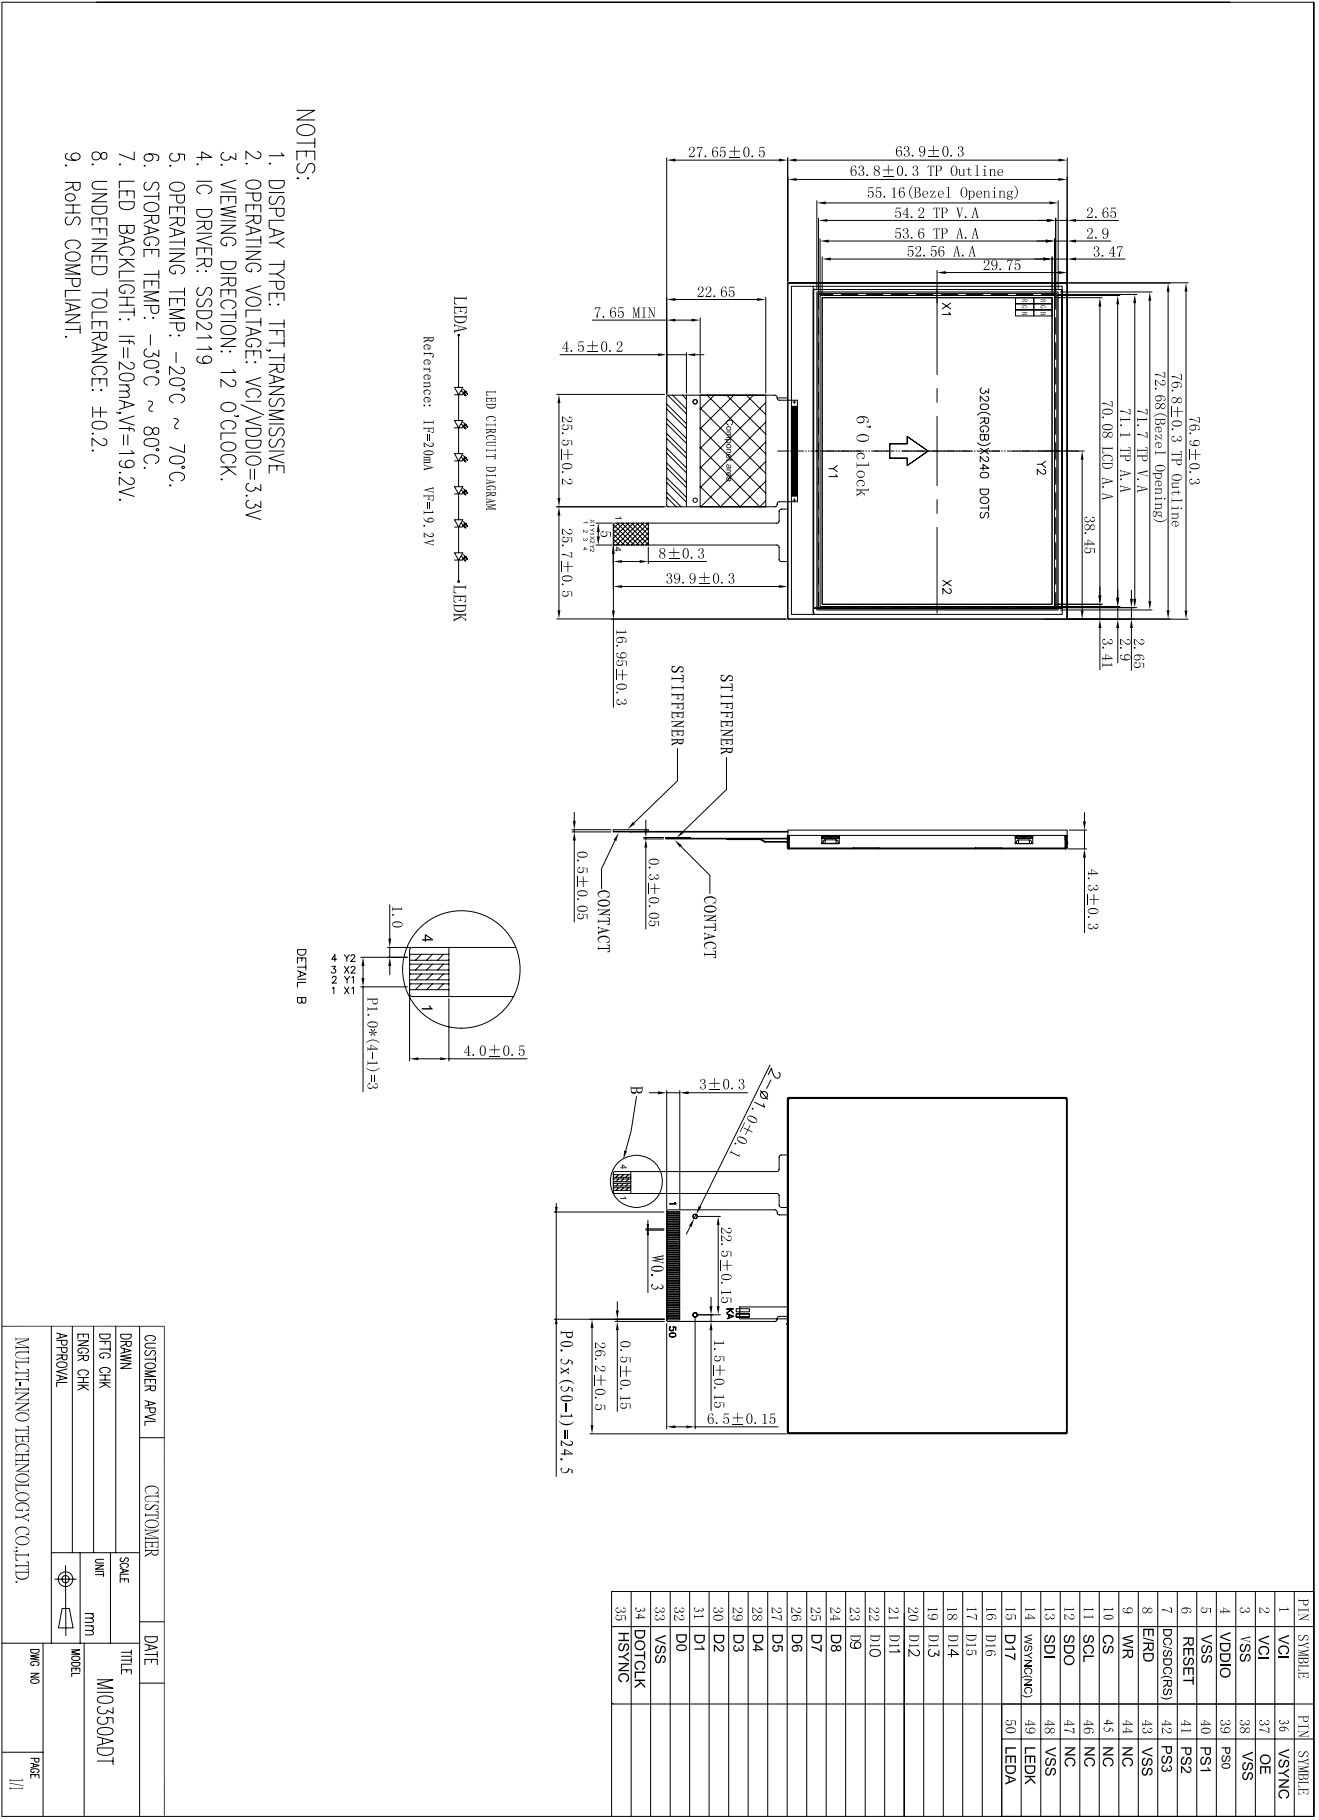 76.9±0.3
76.8±0.3 TP Outline
72.68(Bezel Opening)
71.7 TP V.A
71.1 TP A.A
70.08 LCD A.A
38.45
2.65
2.9
3.41
63.9±0.3
63.8±0.3 TP Outline
55.16(Bezel Opening)
54.2 TP V.A
53.6 TP A.A
52.56 A.A
29.75
2.65
2.9
3.47
27.65±0.5
22.65
7.65 MIN
4.5±0.2
R G B
R G B
X1
320(RGB)X240 DOTS
Y2
X2
6'0 clock
Y1
Componet area
25.5±0.2
25.7±0.5
8±0.3
39.9±0.3
16.95±0.3
1
5
4
X1Y1X2Y2
1 2 3 4
LED CIRCUIT DIAGRAM
LEDA
LEDK
Reference: IF=20mA VF=19.2V
STIFFENER
STIFFENER
CONTACT
CONTACT
4.3±0.3
0.3±0.05
0.5±0.05
4
1
1.0
4.0±0.5
P1.0*(4-1)=3
4 Y2
3 X2
2 Y1
1 X1
DETAIL B
3±0.3
2-ø1.0±0.1
B
4
1
1
50
22.5±0.15
W0.3
KA
1.5±0.15
6.5±0.15
0.5±0.15
26.2±0.5
P0.5x(50-1)=24.5
NOTES:
1. DISPLAY TYPE: TFT,TRANSMISSIVE
2. OPERATING VOLTAGE: VCI/VDDIO=3.3V
3. VIEWING DIRECTION: 12 O'CLOCK.
4. IC DRIVER: SSD2119
5. OPERATING TEMP: -20°C ~ 70°C.
6. STORAGE TEMP: -30°C ~ 80°C.
7. LED BACKLIGHT: If=20mA,Vf=19.2V.
8. UNDEFINED TOLERANCE: ±0.2.
9. RoHS COMPLIANT.
PIN SYMBLE PIN SYMBLE
1 VCI 36 VSYNC
2 VCI 37 OE
3 VSS 38 VSS
4 VDDIO 39 PS0
5 VSS 40 PS1
6 RESET 41 PS2
7 DC/SDC(RS) 42 PS3
8 E/RD 43 VSS
9 WR 44 NC
10 CS 45 NC
11 SCL 46 NC
12 SDO 47 NC
13 SDI 48 VSS
14 WSYNC(NC) 49 LEDK
15 D17 50 LEDA
16 D16
17 D15
18 D14
19 D13
20 D12
21 D11
22 D10
23 D9
24 D8
25 D7
26 D6
27 D5
28 D4
29 D3
30 D2
31 D1
32 D0
33 VSS
34 DOTCLK
35 HSYNC
CUSTOMER APVL CUSTOMER DATE
DRAWN
DFTG CHK
ENGR CHK
APPROVAL
SCALE
UNIT mm
TITLE
MI0350ADT
MODEL
MULTI-INNO TECHNOLOGY CO.,LTD.
DWG NO
PAGE
1/1